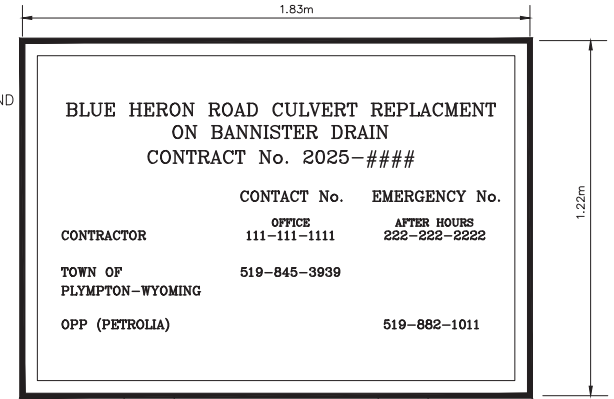 1.83m
ND
BLUE HERON ROAD CULVERT REPLACMENT
ON BANNISTER DRAIN
CONTRACT No. 2025-####
CONTACT No. EMERGENCY No.
OFFICE AFTER HOURS
CONTRACTOR 111-111-1111 222-222-2222
TOWN OF 519-845-3939
PLYMPTON-WYOMING
OPP (PETROLIA) 519-882-1011
1.22m